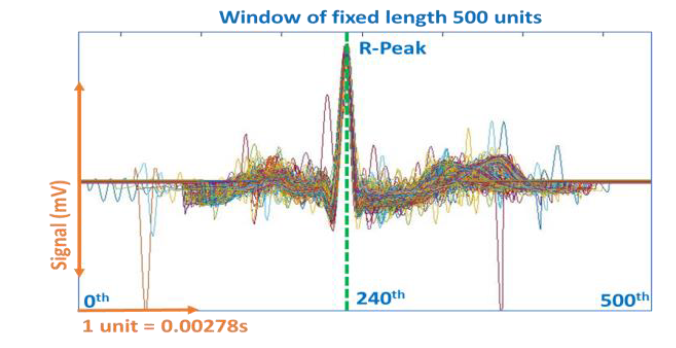 Window of fixed length 500 units
R-Peak
Signal (mV)
0th
240th
500th
1 unit = 0.00278s